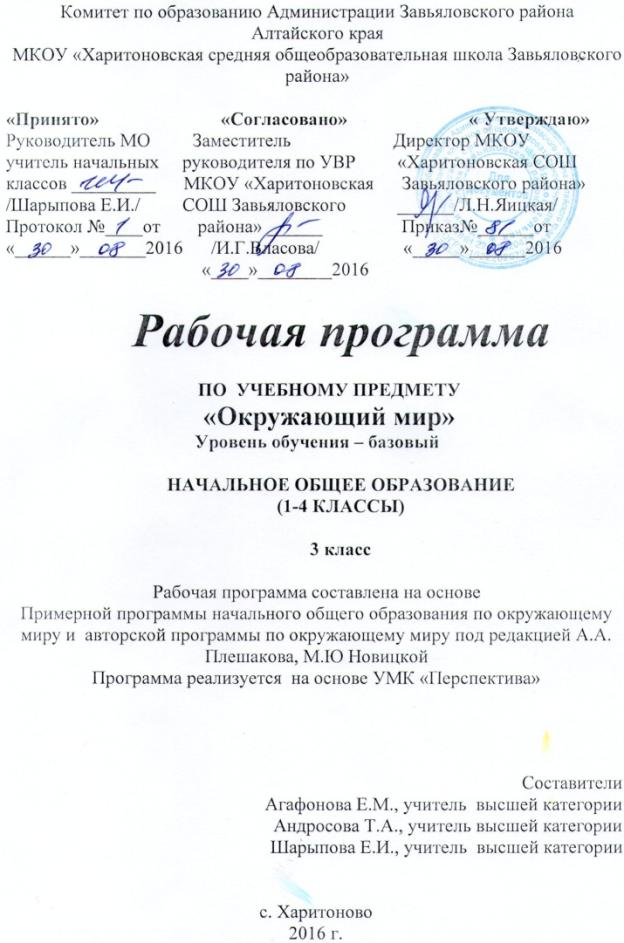 Комитет по образованию Администрации Завьяловского района
Алтайского края
МКОУ «Харитоновская средняя общеобразовательная школа Завьяловского
района»
«Принято» «Согласовано» « Утверждаю»
Руководитель МО Заместитель Директор МКОУ
учитель начальных руководителя по УВР «Харитоновская СОШ
классов МКОУ «Харитоновская Завьяловского района»
/Шарыпова Е.И./ СОШ Завьяловского /Л.Н.Яицкая/
Протокол № 1 от района» Приказ№ 81 от
« 30 » 08 2016 /И.Г.Власова/ « 30 » 08 2016
« 30 » 08 2016
Рабочая программа
ПО УЧЕБНОМУ ПРЕДМЕТУ
«Окружающий мир»
Уровень обучения – базовый
НАЧАЛЬНОЕ ОБЩЕЕ ОБРАЗОВАНИЕ
(1-4 КЛАССЫ)
3 класс
Рабочая программа составлена на основе
Примерной программы начального общего образования по окружающему
миру и авторской программы по окружающему миру под редакцией А.А.
Плешакова, М.Ю Новицкой
Программа реализуется на основе УМК «Перспектива»
Составители
Агафонова Е.М., учитель высшей категории
Андросова Т.А., учитель высшей категории
Шарыпова Е.И., учитель высшей категории
с. Харитоново
2016 г.